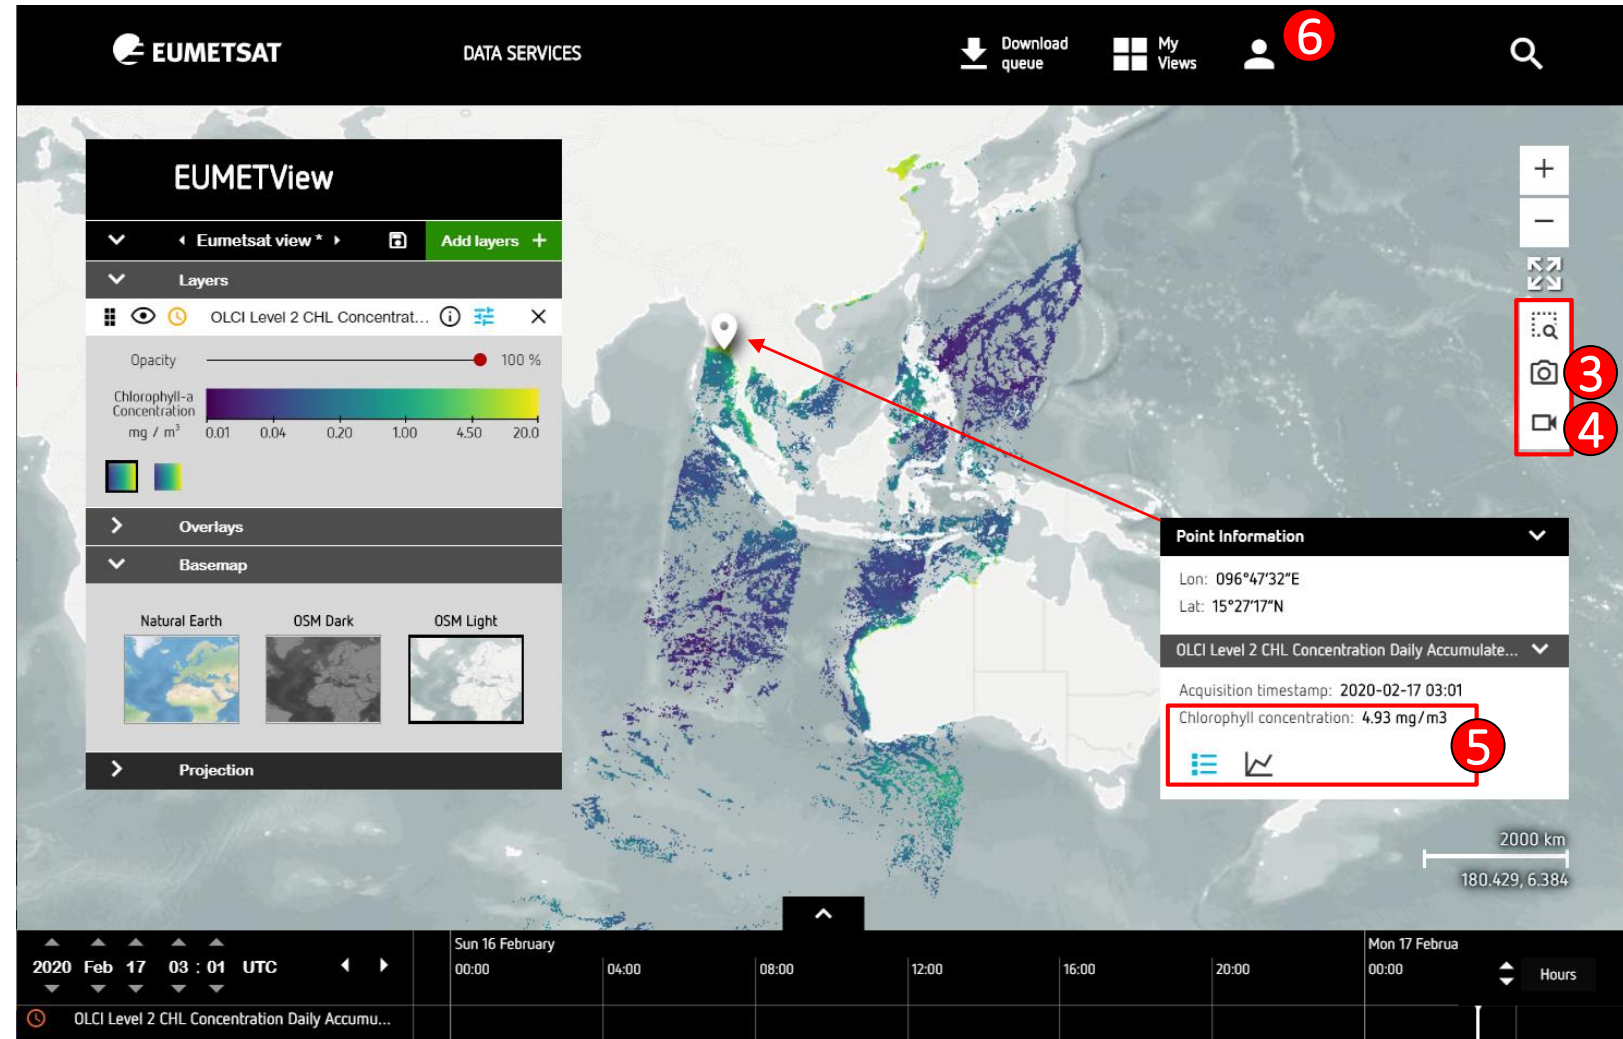 EUMETSAT
DATA SERVICES
Download
queue
My
Views
6
EUMETView
Eumetsat view *
Add layers +
Layers
OLCI Level 2 CHL Concentrat...
Opacity
100 %
Chlorophyll-a
Concentration
mg / m³
0.01 0.04 0.20 1.00 4.50 20.0
Overlays
Basemap
Natural Earth
OSM Dark
OSM Light
Projection
+
−
3
4
Point Information
Lon: 096°47'32"E
Lat: 15°27'17"N
OLCI Level 2 CHL Concentration Daily Accumulate...
Acquisition timestamp: 2020-02-17 03:01
Chlorophyll concentration: 4.93 mg/m3
5
2000 km
180.429, 6.384
2020 Feb 17 03 : 01 UTC
Sun 16 February
00:00 04:00 08:00 12:00 16:00 20:00
Mon 17 Februa
00:00
Hours
OLCI Level 2 CHL Concentration Daily Accumu...